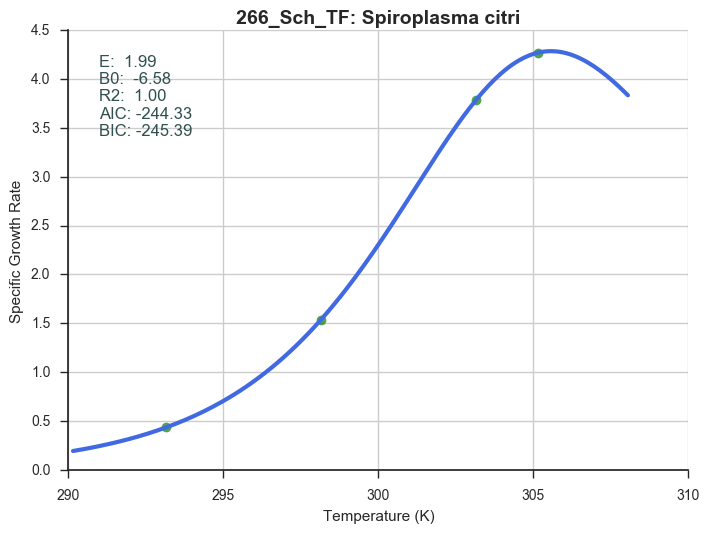 266_Sch_TF: Spiroplasma citri
E: 1.99
B0: -6.58
R2: 1.00
AIC: -244.33
BIC: -245.39
Specific Growth Rate
4.5
4.0
3.5
3.0
2.5
2.0
1.5
1.0
0.5
0.0
290 295 300 305 310
Temperature (K)